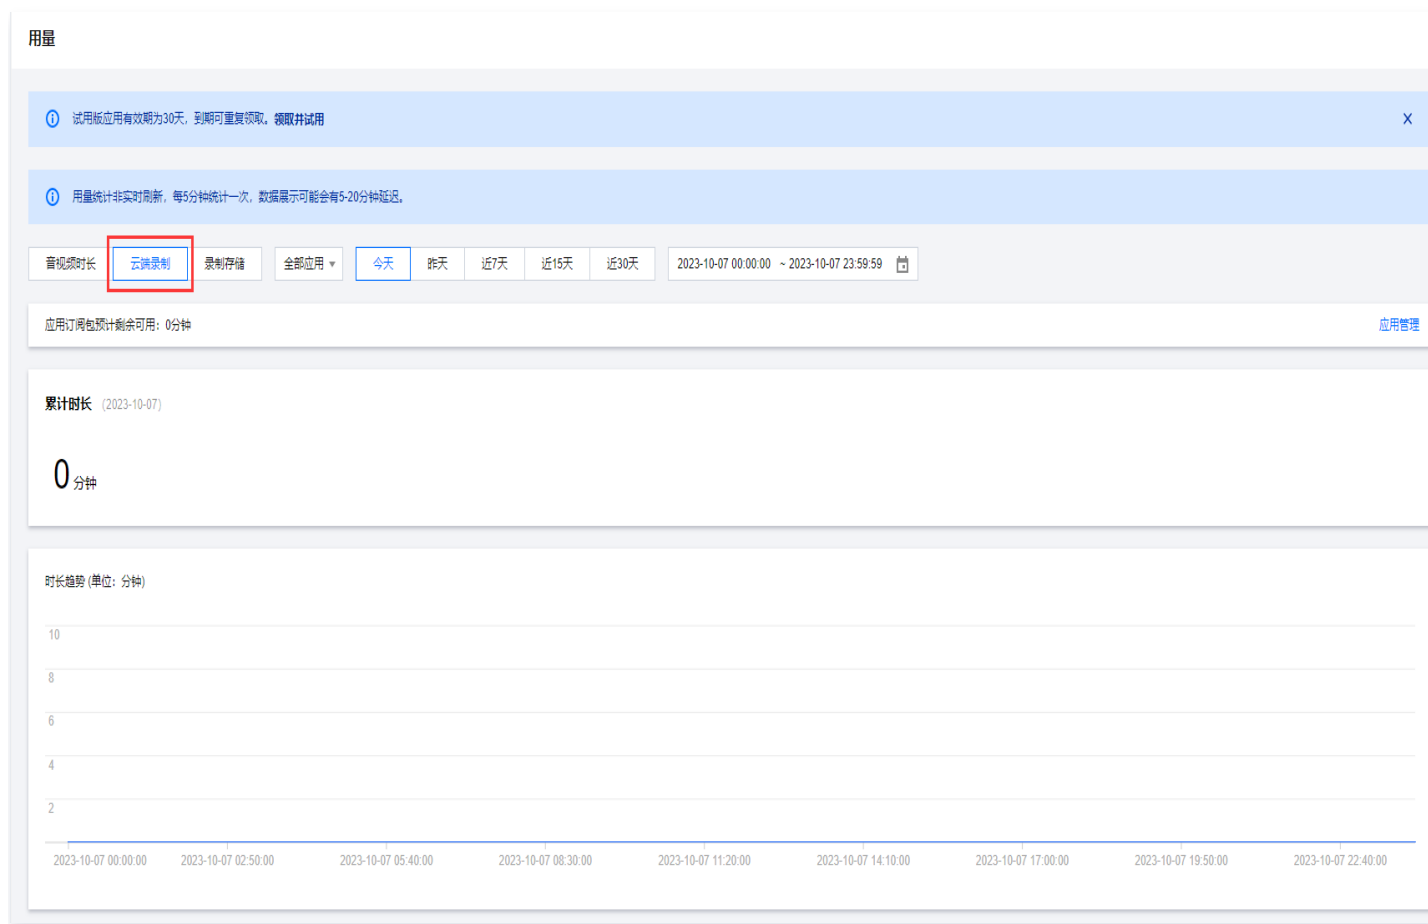 用量
试用版应用有效期为30天，到期可重复领取。领取并试用
用量统计非实时刷新，每5分钟统计一次，数据展示可能会有5-20分钟延迟。
音视频时长 云端录制 录制存储 全部应用 今天 昨天 近7天 近15天 近30天 2023-10-07 00:00:00 ~ 2023-10-07 23:59:59
应用订阅包预计剩余可用：0分钟 应用管理
累计时长 (2023-10-07)
0 分钟
时长趋势 (单位：分钟)
10
8
6
4
2
2023-10-07 00:00:00 2023-10-07 02:50:00 2023-10-07 05:40:00 2023-10-07 08:30:00 2023-10-07 11:20:00 2023-10-07 14:10:00 2023-10-07 17:00:00 2023-10-07 19:50:00 2023-10-07 22:40:00